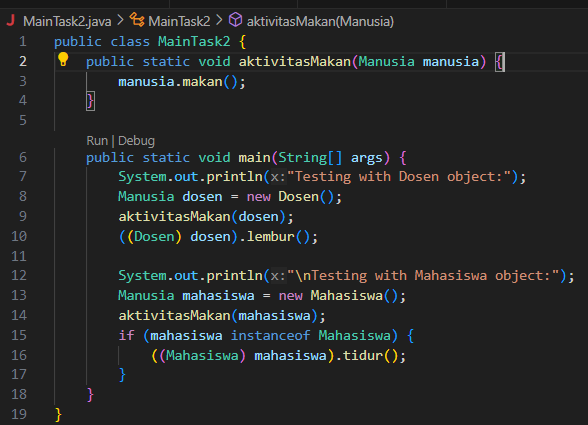 J MainTask2.java > MainTask2 > aktivitasMakan(Manusia)
1 public class MainTask2 {
2     public static void aktivitasMakan(Manusia manusia) {
3         manusia.makan();
4     }
5
Run | Debug
6     public static void main(String[] args) {
7         System.out.println(x:"Testing with Dosen object:");
8         Manusia dosen = new Dosen();
9         aktivitasMakan(dosen);
10         ((Dosen) dosen).lembur();
11
12         System.out.println(x:"\nTesting with Mahasiswa object:");
13         Manusia mahasiswa = new Mahasiswa();
14         aktivitasMakan(mahasiswa);
15         if (mahasiswa instanceof Mahasiswa) {
16             ((Mahasiswa) mahasiswa).tidur();
17         }
18     }
19 }